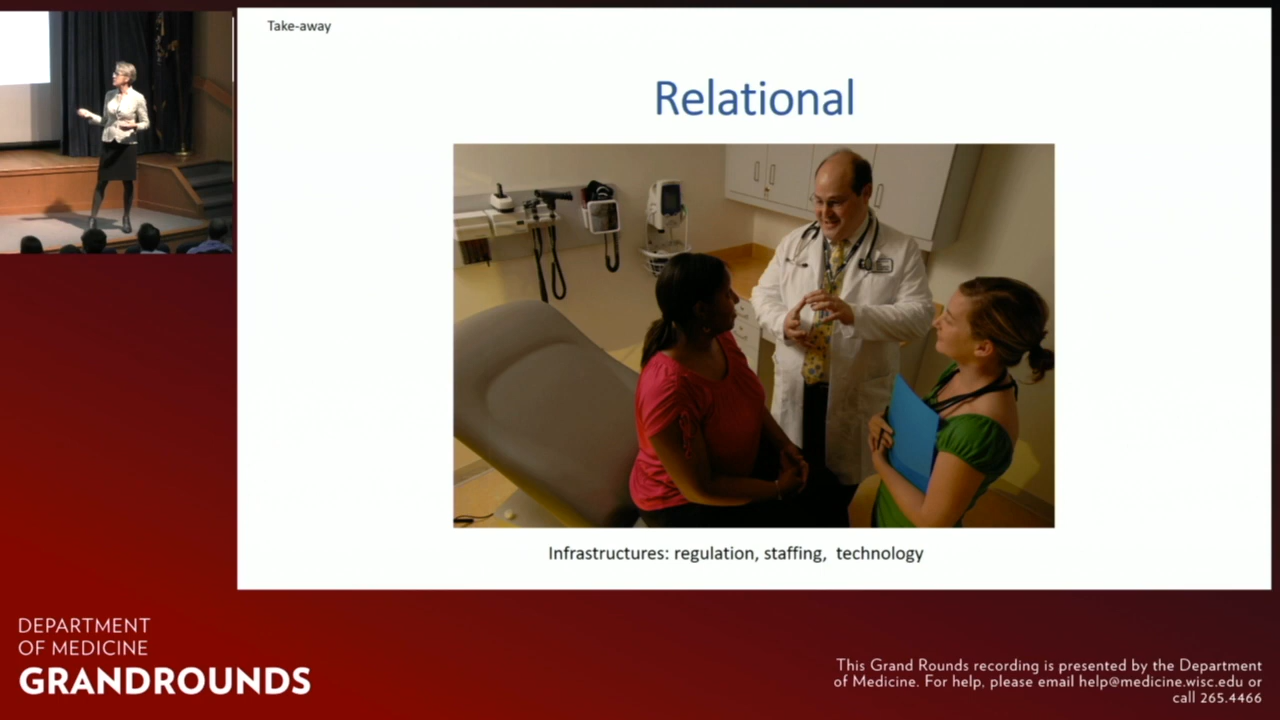 Take-away
Relational
Infrastructures: regulation, staffing, technology
DEPARTMENT
OF MEDICINE
GRANDROUNDS
This Grand Rounds recording is presented by the Department
of Medicine. For help, please email help@medicine.wisc.edu or
call 265.4466